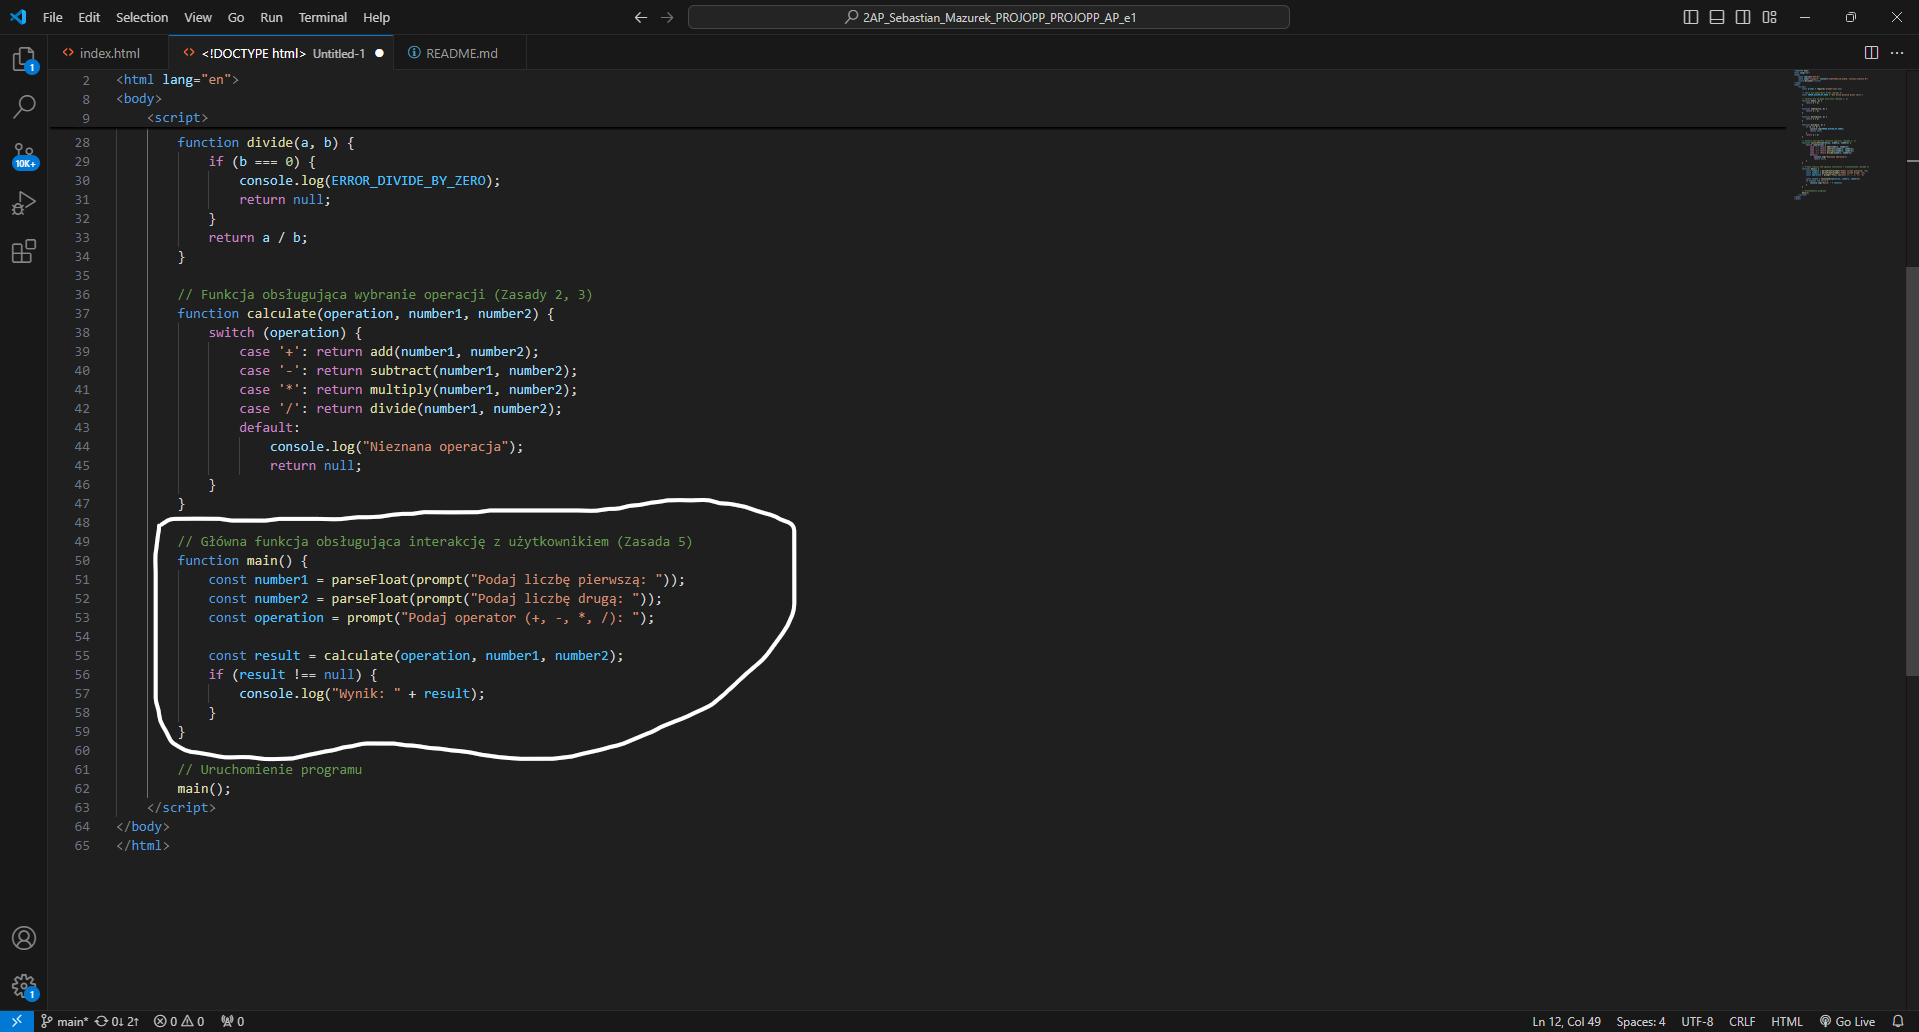 File Edit Selection View Go Run Terminal Help
2AP_Sebastian_Mazurek_PROJOPP_PROJOPP_AP_e1
index.html
<!DOCTYPE html> Untitled-1
README.md
1
10K+
2 <html lang="en">
8 <body>
9 <script>
28 function divide(a, b) {
29 if (b === 0) {
30 console.log(ERROR_DIVIDE_BY_ZERO);
31 return null;
32 }
33 return a / b;
34 }
35
36 // Funkcja obsługująca wybranie operacji (Zasady 2, 3)
37 function calculate(operation, number1, number2) {
38 switch (operation) {
39 case '+': return add(number1, number2);
40 case '-': return subtract(number1, number2);
41 case '*': return multiply(number1, number2);
42 case '/': return divide(number1, number2);
43 default:
44 console.log("Nieznana operacja");
45 return null;
46 }
47 }
48
49 // Główna funkcja obsługująca interakcję z użytkownikiem (Zasada 5)
50 function main() {
51 const number1 = parseFloat(prompt("Podaj liczbę pierwszą: "));
52 const number2 = parseFloat(prompt("Podaj liczbę drugą: "));
53 const operation = prompt("Podaj operator (+, -, *, /): ");
54
55 const result = calculate(operation, number1, number2);
56 if (result !== null) {
57 console.log("Wynik: " + result);
58 }
59 }
60
61 // Uruchomienie programu
62 main();
63 </script>
64 </body>
65 </html>
1
main* 0↓ 2↑ 0 0 0
Ln 12, Col 49 Spaces: 4 UTF-8 CRLF HTML Go Live